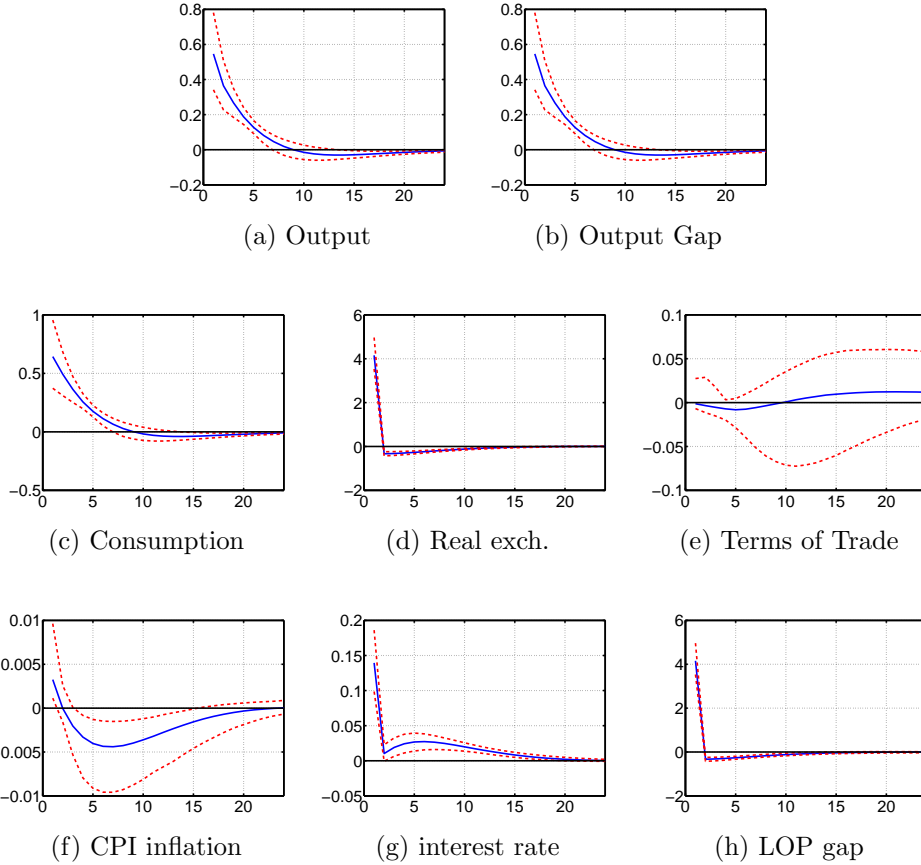 0.8 0.8
0.6 0.6
0.4 0.4
0.2 0.2
0 0
−0.2 −0.2
0 5 10 15 20 0 5 10 15 20
(a) Output (b) Output Gap
1 6 0.1
0.5 4 0.05
0 2 0
−0.5 0 −0.05
−2 −0.1
0 5 10 15 20 0 5 10 15 20 0 5 10 15 20
(c) Consumption (d) Real exch. (e) Terms of Trade
0.01 0.2 6
0.005 0.15 4
0 0.1 2
−0.005 0.05 0
−0.01 0 −2
−0.05
0 5 10 15 20 0 5 10 15 20 0 5 10 15 20
(f) CPI inflation (g) interest rate (h) LOP gap